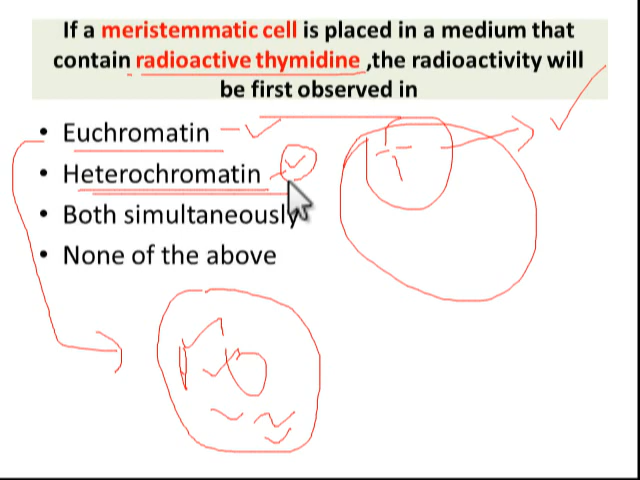 If a meristemmatic cell is placed in a medium that
contain radioactive thymidine ,the radioactivity will
be first observed in
• Euchromatin
• Heterochromatin
• Both simultaneously
• None of the above